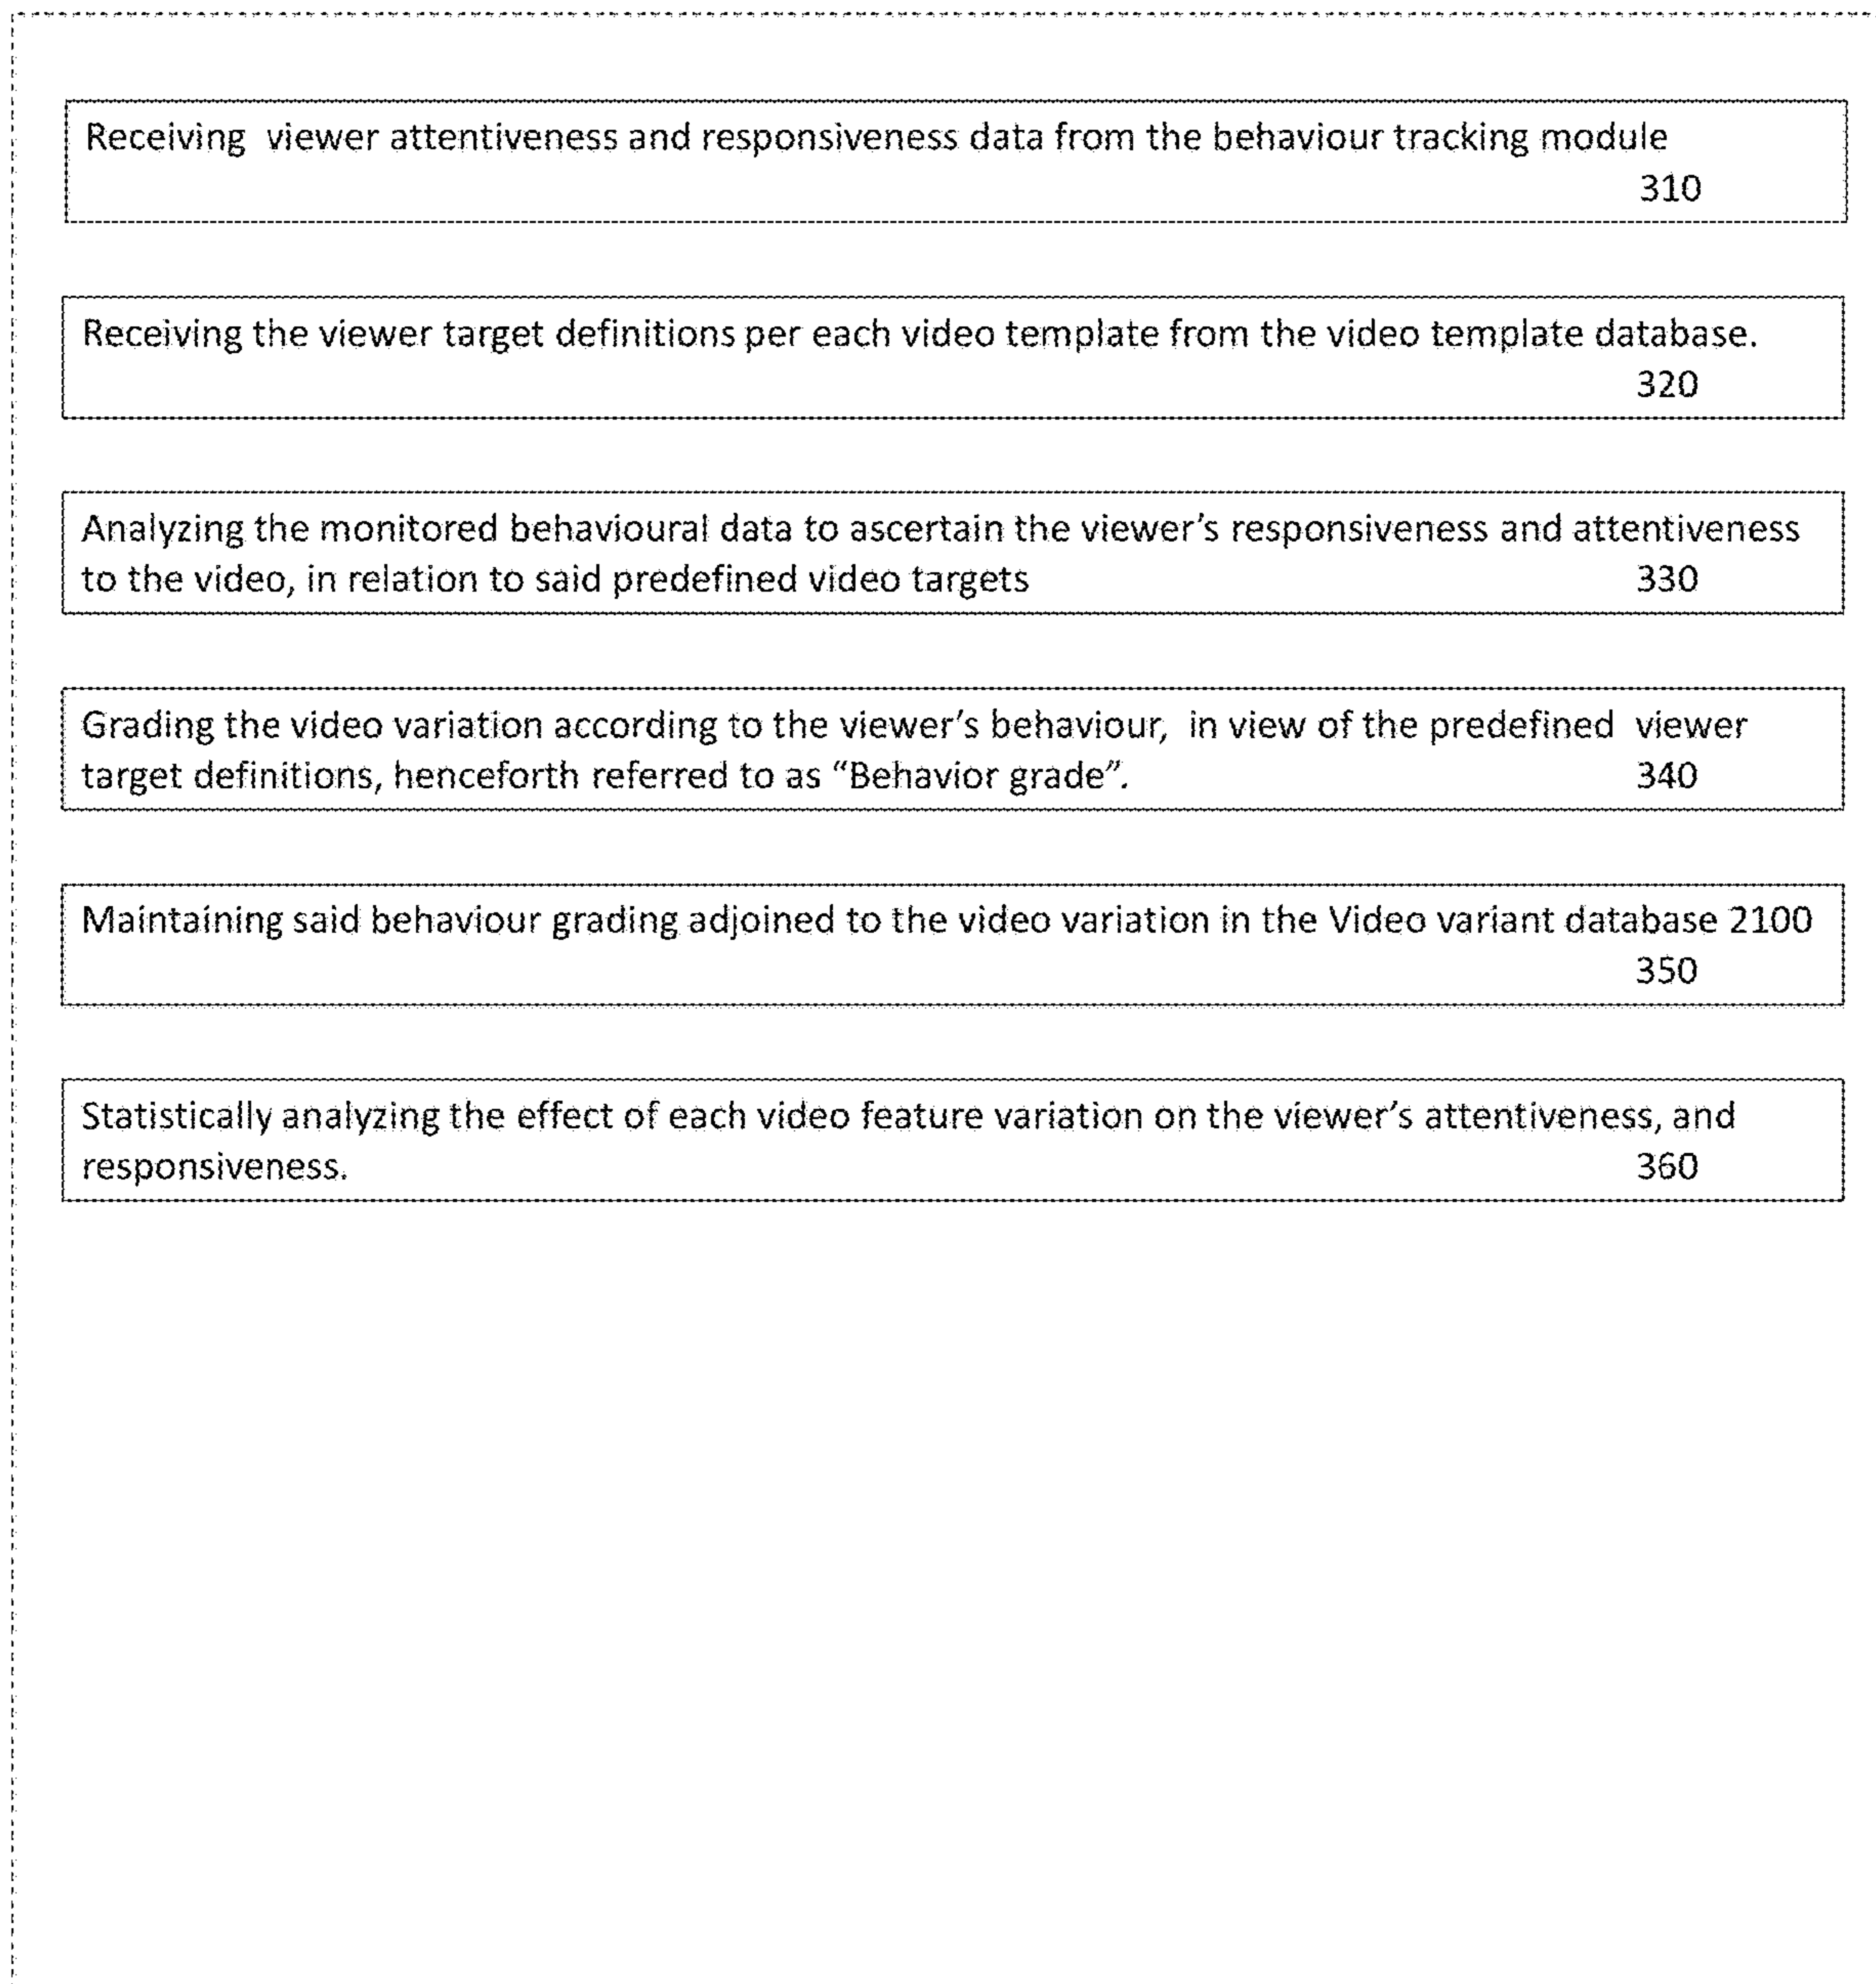 Receiving viewer attentiveness and responsiveness data from the behaviour tracking module
310
Receiving the viewer target definitions per each video template from the video template database.
320
Analyzing the monitored behavioural data to ascertain the viewer’s responsiveness and attentiveness
to the video, in relation to said predefined video targets 330
Grading the video variation according to the viewer’s behaviour, in view of the predefined viewer
target definitions, henceforth referred to as “Behavior grade”. 340
Maintaining said behaviour grading adjoined to the video variation in the Video variant database 2100
350
Statistically analyzing the effect of each video feature variation on the viewer’s attentiveness, and
responsiveness. 360